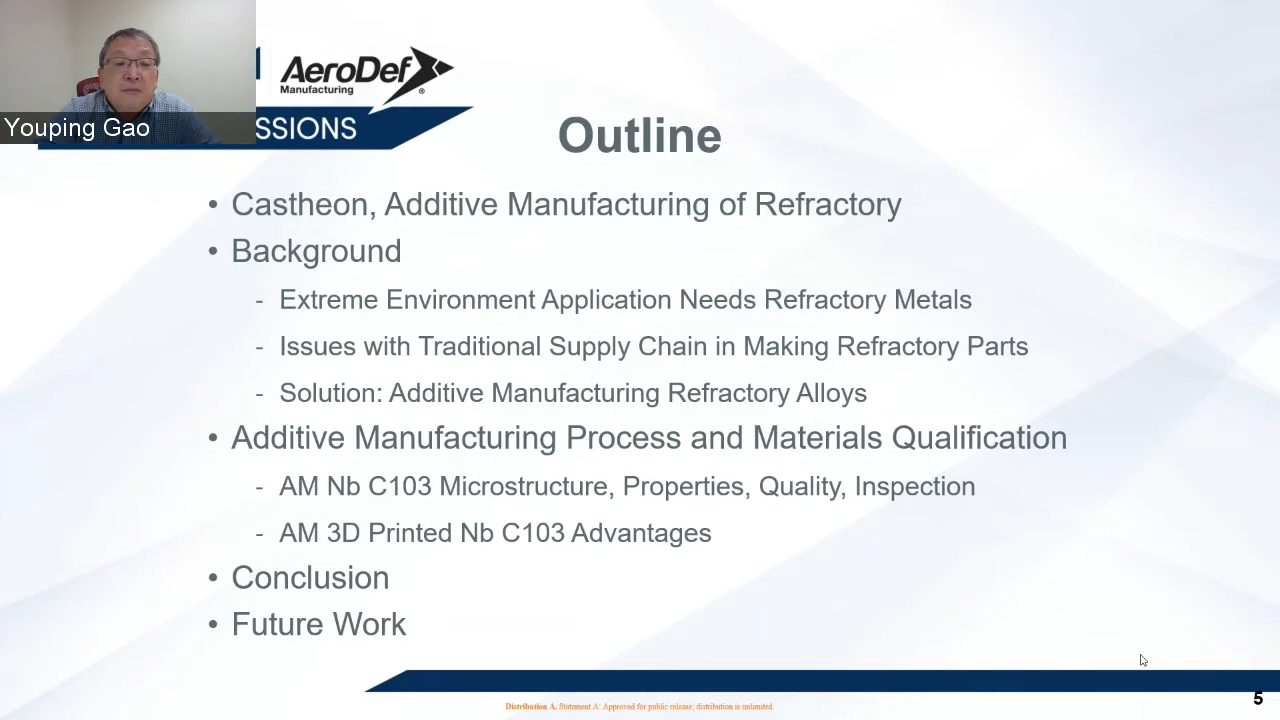 AeroDef
Manufacturing
®
Youping Gao
SSIONS
Outline
• Castheon, Additive Manufacturing of Refractory
• Background
- Extreme Environment Application Needs Refractory Metals
- Issues with Traditional Supply Chain in Making Refractory Parts
- Solution: Additive Manufacturing Refractory Alloys
• Additive Manufacturing Process and Materials Qualification
- AM Nb C103 Microstructure, Properties, Quality, Inspection
- AM 3D Printed Nb C103 Advantages
• Conclusion
• Future Work
Distribution A. Statement A: Approved for public release; distribution is unlimited.
5